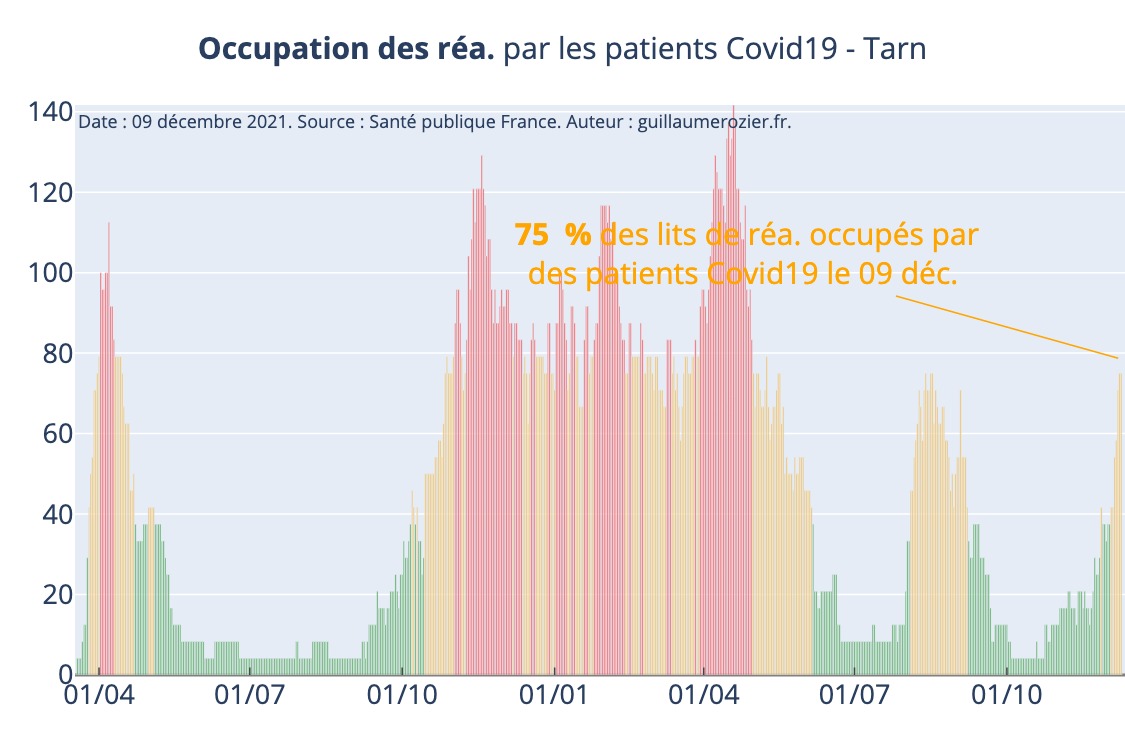 Occupation des réa. par les patients Covid19 - Tarn
140
Date : 09 décembre 2021. Source : Santé publique France. Auteur : guillaumerozier.fr.
120
75 % des lits de réa. occupés par
des patients Covid19 le 09 déc.
100
80
60
40
20
0
01/04 01/07 01/10 01/01 01/04 01/07 01/10